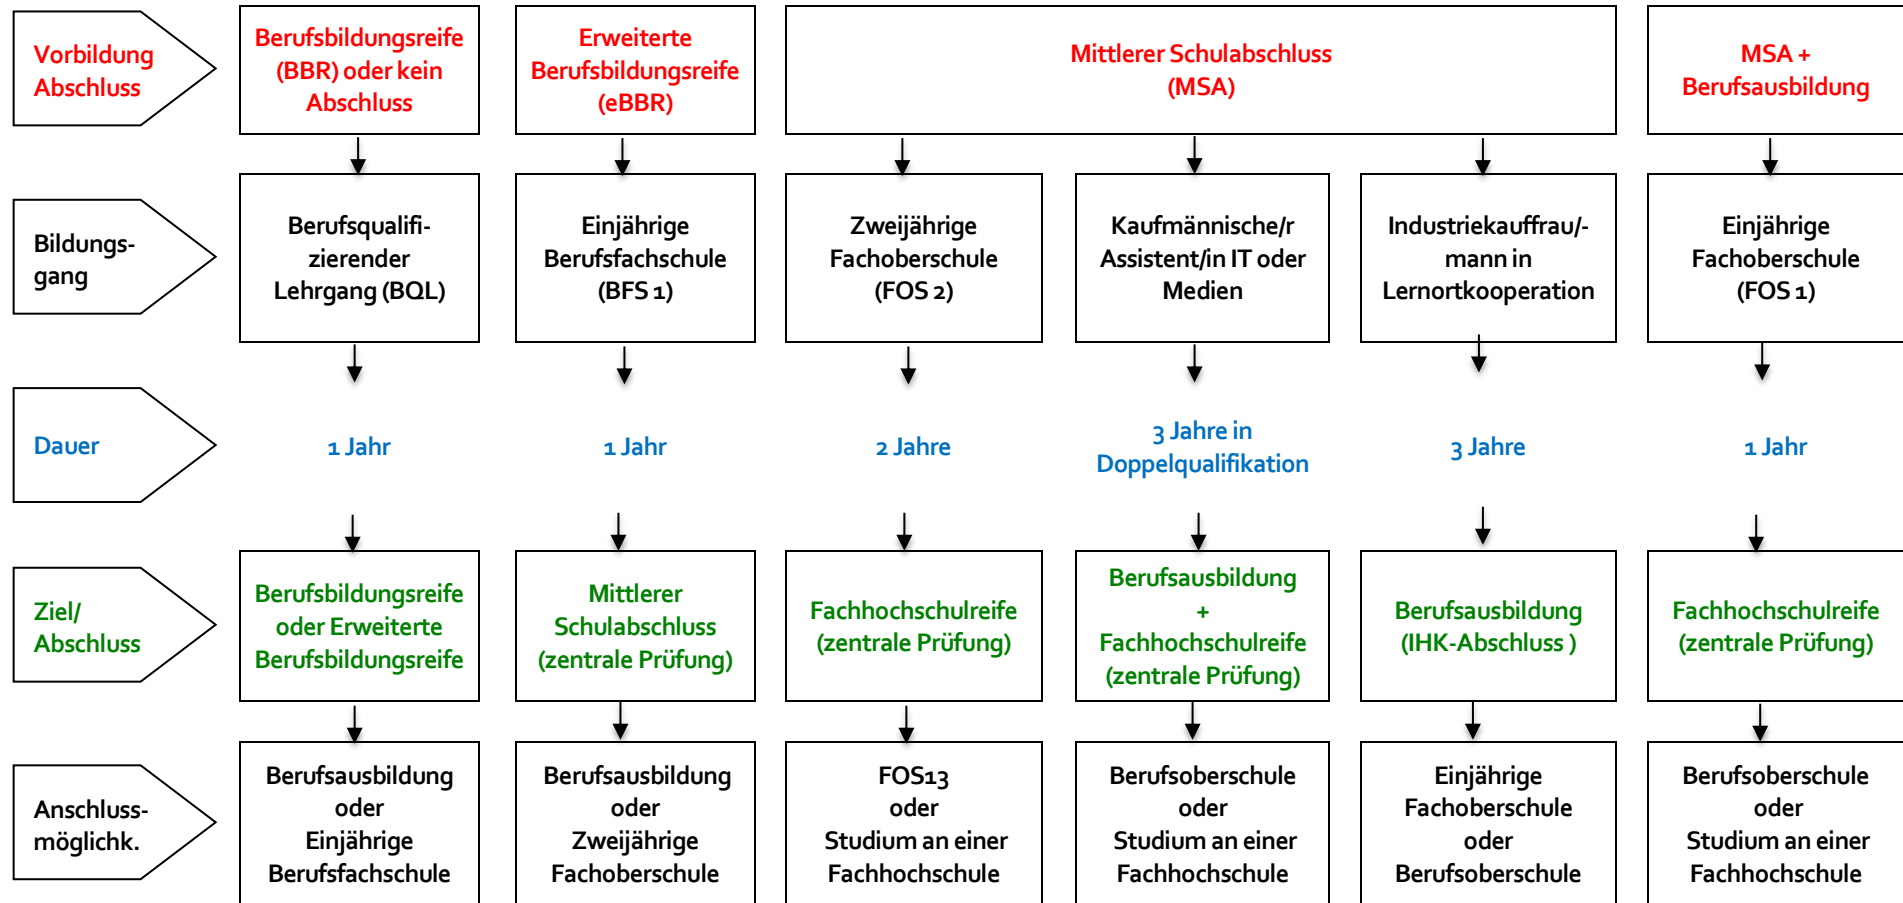 Vorbildung
Abschluss
Berufsbildungsreife
(BBR) oder kein
Abschluss
Erweiterte
Berufsbildungsreife
(eBBR)
Mittlerer Schulabschluss
(MSA)
MSA +
Berufsausbildung
Bildungs-
gang
Berufsqualifi-
zierender
Lehrgang (BQL)
Einjährige
Berufsfachschule
(BFS 1)
Zweijährige
Fachoberschule
(FOS 2)
Kaufmännische/r
Assistent/in IT oder
Medien
Industriekauffrau/-
mann in
Lernortkooperation
Einjährige
Fachoberschule
(FOS 1)
Dauer
1 Jahr
1 Jahr
2 Jahre
3 Jahre in
Doppelqualifikation
3 Jahre
1 Jahr
Ziel/
Abschluss
Berufsbildungsreife
oder Erweiterte
Berufsbildungsreife
Mittlerer
Schulabschluss
(zentrale Prüfung)
Fachhochschulreife
(zentrale Prüfung)
Berufsausbildung
+
Fachhochschulreife
(zentrale Prüfung)
Berufsausbildung
(IHK-Abschluss )
Fachhochschulreife
(zentrale Prüfung)
Anschluss-
möglichk.
Berufsausbildung
oder
Einjährige
Berufsfachschule
Berufsausbildung
oder
Zweijährige
Fachoberschule
FOS13
oder
Studium an einer
Fachhochschule
Berufsoberschule
oder
Studium an einer
Fachhochschule
Einjährige
Fachoberschule
oder
Berufsoberschule
Berufsoberschule
oder
Studium an einer
Fachhochschule